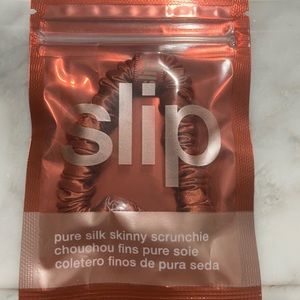 slip
pure silk skinny scrunchie
chouchou fins pure soie
coletero finos de pura seda